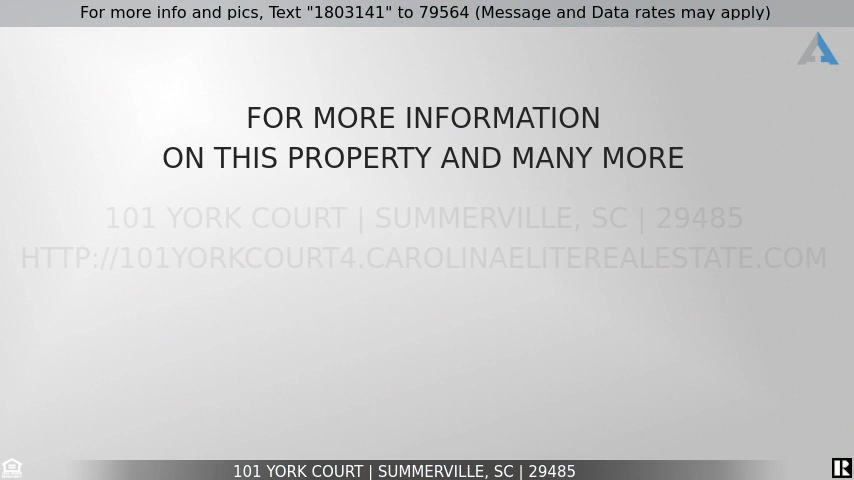 For more info and pics, Text "1803141" to 79564 (Message and Data rates may apply)
FOR MORE INFORMATION
ON THIS PROPERTY AND MANY MORE
101 YORK COURT | SUMMERVILLE, SC | 29485
HTTP://101YORKCOURT4.CAROLINAELITEREALESTATE.COM
101 YORK COURT | SUMMERVILLE, SC | 29485